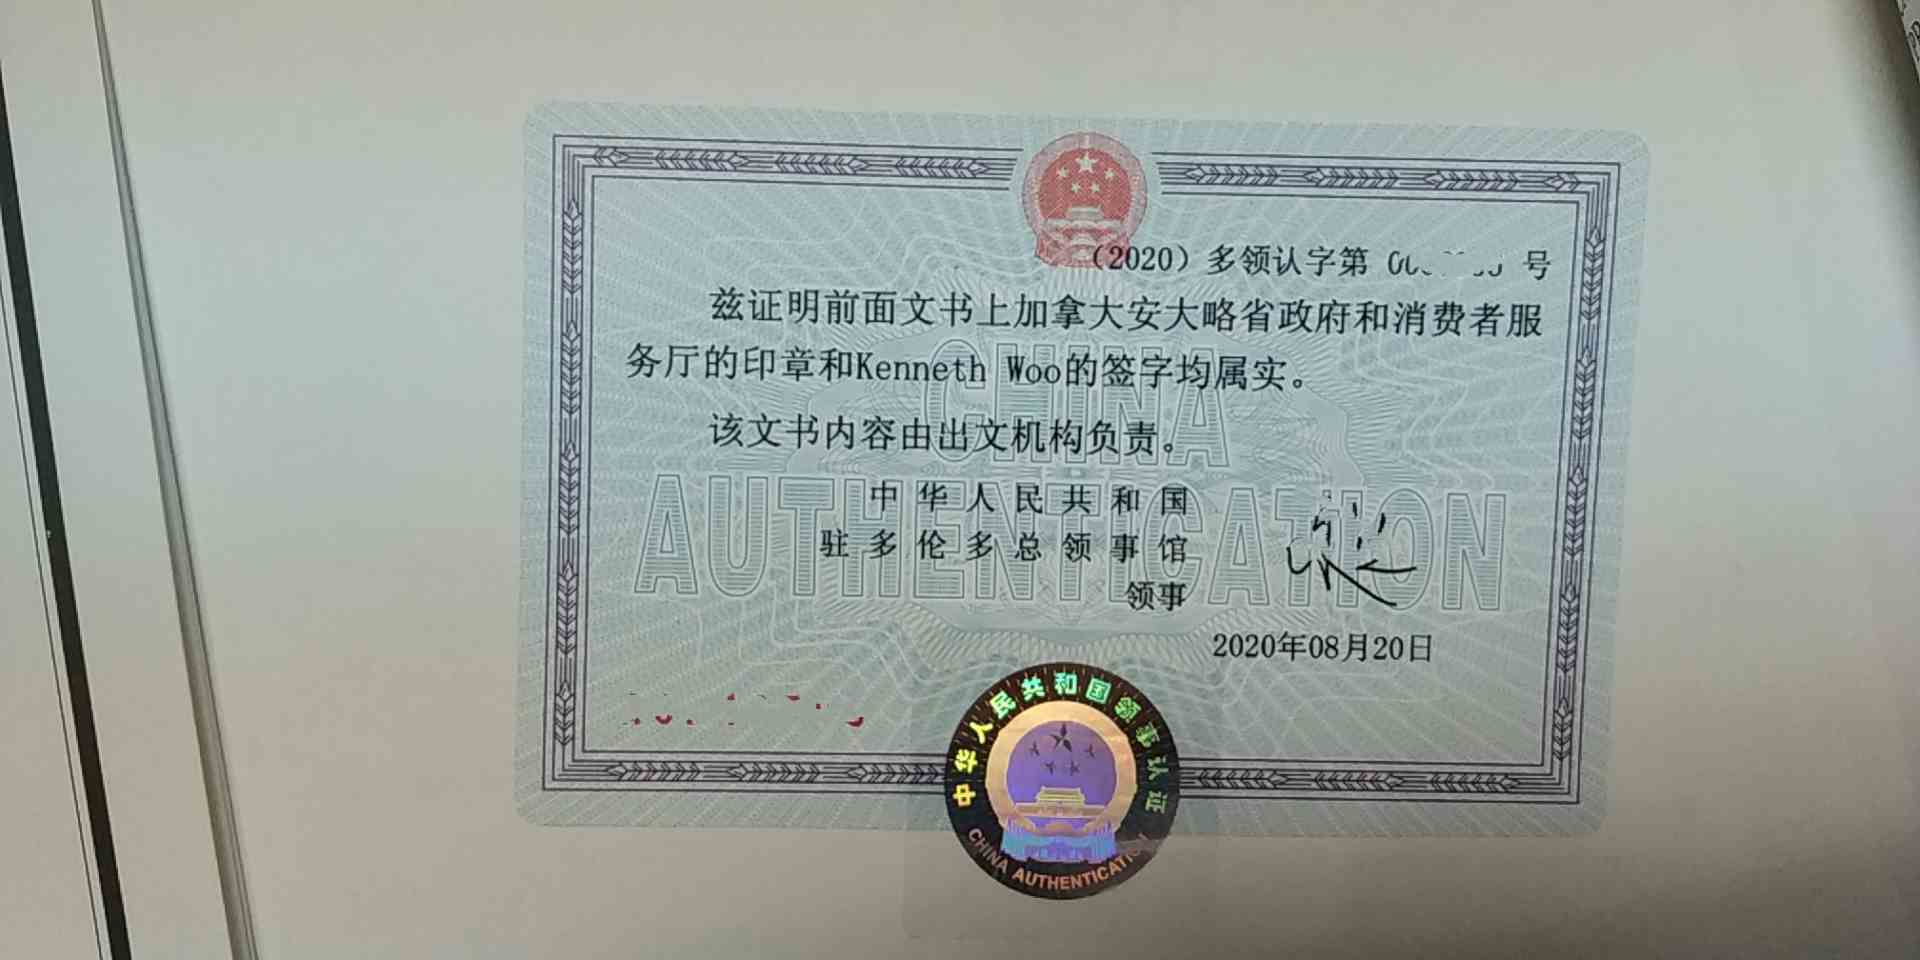 (2020)多领认字第 号
兹证明前面文书上加拿大安大略省政府和消费者服
务厅的印章和Kenneth Woo的签字均属实。
该文书内容由出文机构负责。
中华人民共和国
驻多伦多总领事馆
领事
2020年08月20日
CHINA
AUTHENTICATION
中华人民共和国领事认证
CHINA AUTHENTICATION